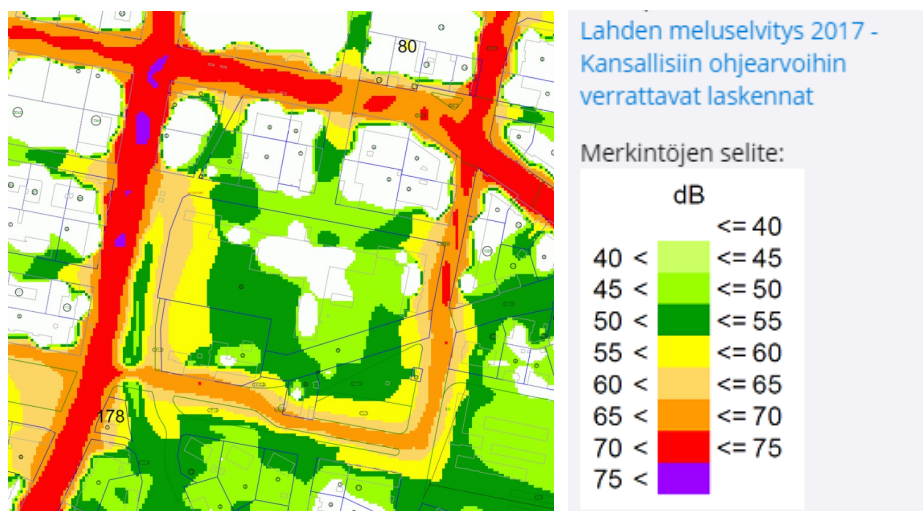 80
178
Lahden meluselvitys 2017 -
Kansallisiin ohjearvoihin
verrattavat laskennat
Merkintöjen selite:
dB
<= 40
40 < <= 45
45 < <= 50
50 < <= 55
55 < <= 60
60 < <= 65
65 < <= 70
70 < <= 75
75 <